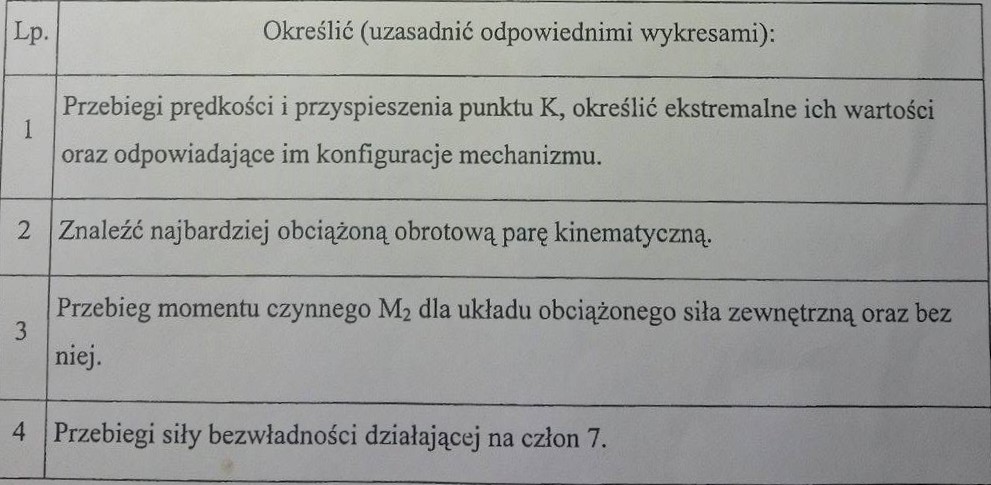 Lp.
Określić (uzasadnić odpowiednimi wykresami):
1
Przebiegi prędkości i przyspieszenia punktu K, określić ekstremalne ich wartości
oraz odpowiadające im konfiguracje mechanizmu.
2
Znaleźć najbardziej obciążoną obrotową parę kinematyczną.
3
Przebieg momentu czynnego M₂ dla układu obciążonego siła zewnętrzną oraz bez
niej.
4
Przebiegi siły bezwładności działającej na człon 7.